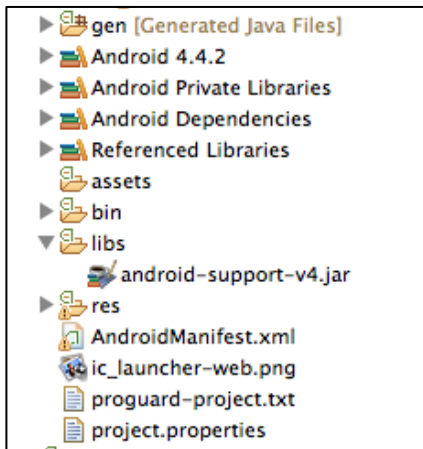 gen [Generated Java Files]
Android 4.4.2
Android Private Libraries
Android Dependencies
Referenced Libraries
assets
bin
libs
android-support-v4.jar
res
AndroidManifest.xml
ic_launcher-web.png
proguard-project.txt
project.properties